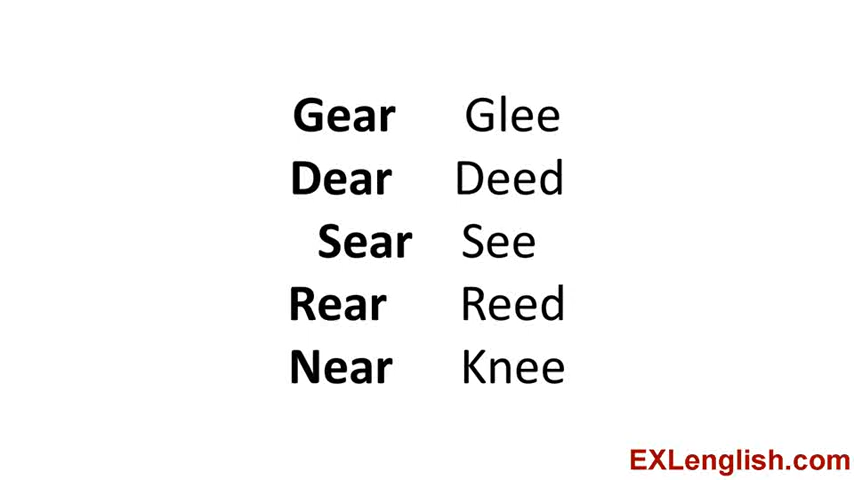 Gear Glee
Dear Deed
Sear See
Rear Reed
Near Knee
EXLenglish.com